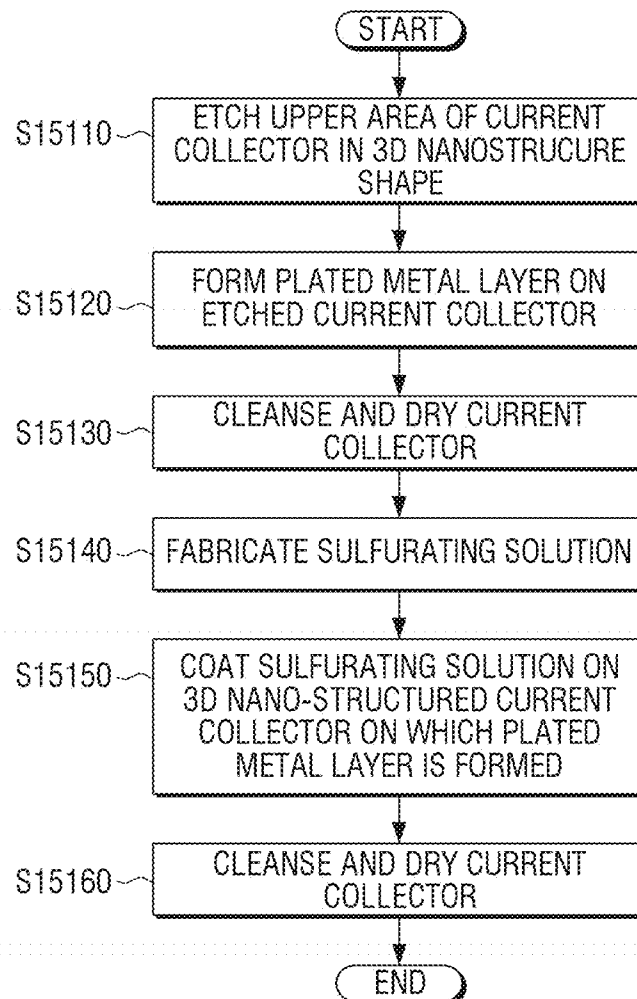 START
S15110
ETCH UPPER AREA OF CURRENT
COLLECTOR IN 3D NANOSTRUCURE
SHAPE
S15120
FORM PLATED METAL LAYER ON
ETCHED CURRENT COLLECTOR
S15130
CLEANSE AND DRY CURRENT
COLLECTOR
S15140
FABRICATE SULFURATING SOLUTION
S15150
COAT SULFURATING SOLUTION ON
3D NANO-STRUCTURED CURRENT
COLLECTOR ON WHICH PLATED
METAL LAYER IS FORMED
S15160
CLEANSE AND DRY CURRENT
COLLECTOR
END